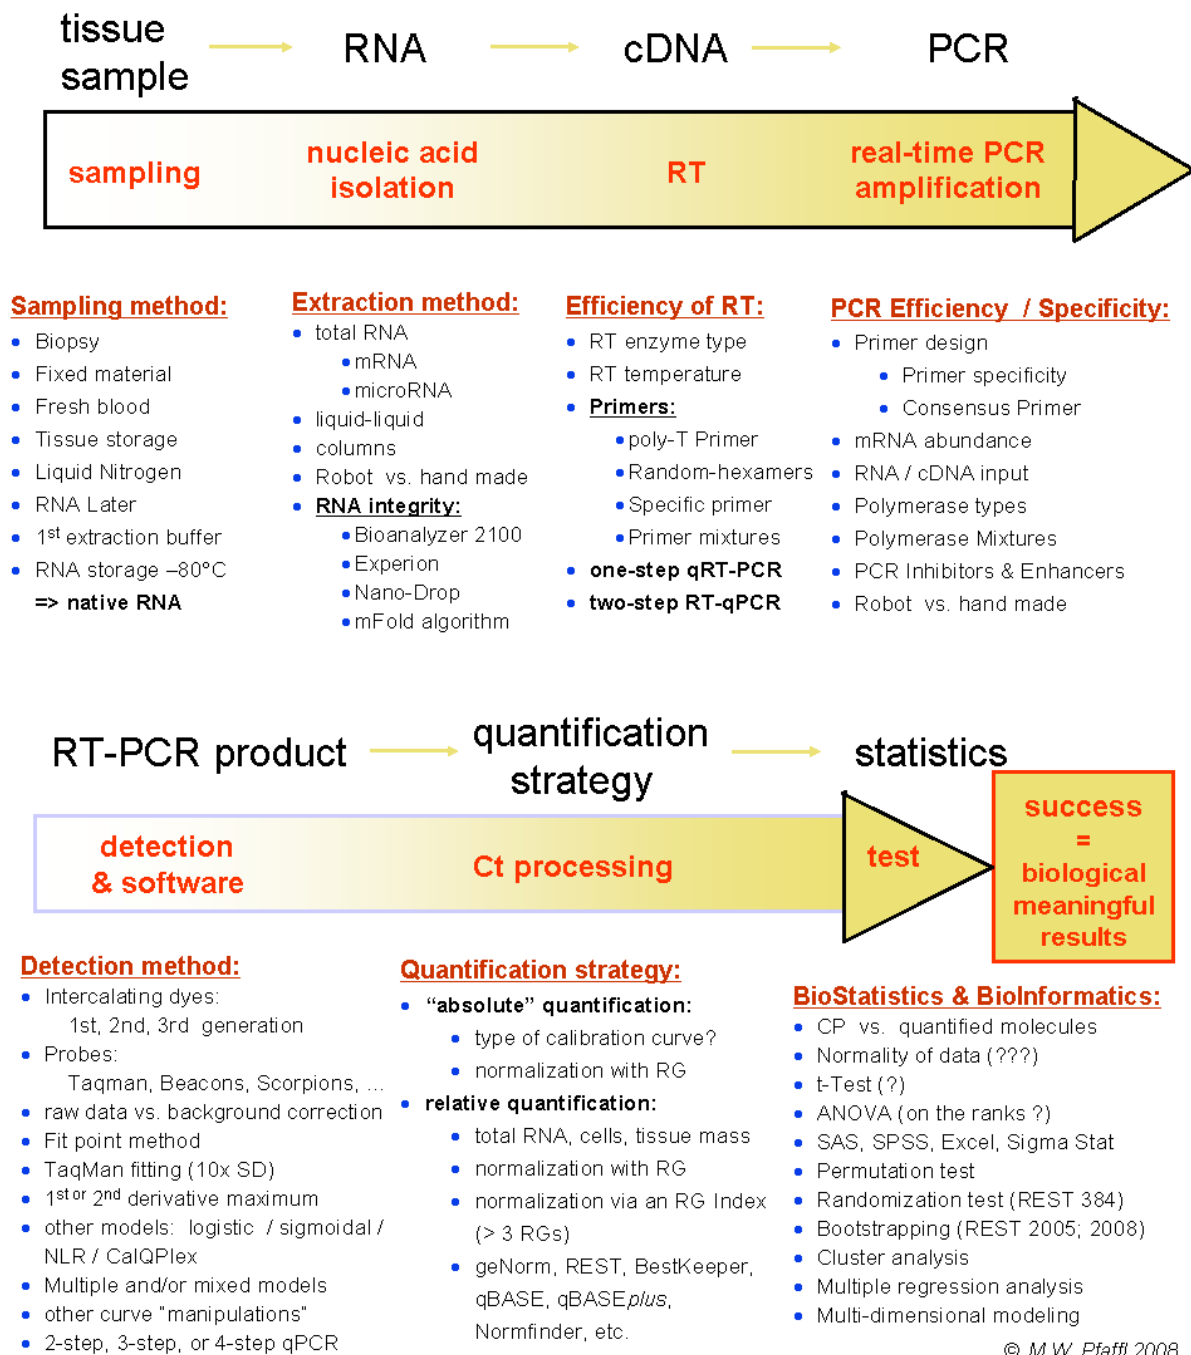 tissue
sample
RNA
cDNA
PCR
sampling
nucleic acid
isolation
RT
real-time PCR
amplification
Sampling method:
• Biopsy
• Fixed material
• Fresh blood
• Tissue storage
• Liquid Nitrogen
• RNA Later
• 1st extraction buffer
• RNA storage –80°C
=> native RNA
Extraction method:
• total RNA
• mRNA
• microRNA
• liquid-liquid
• columns
• Robot vs. hand made
• RNA integrity:
• Bioanalyzer 2100
• Experion
• Nano-Drop
• mFold algorithm
Efficiency of RT:
• RT enzyme type
• RT temperature
• Primers:
• poly-T Primer
• Random-hexamers
• Specific primer
• Primer mixtures
• one-step qRT-PCR
• two-step RT-qPCR
PCR Efficiency / Specificity:
• Primer design
• Primer specificity
• Consensus Primer
• mRNA abundance
• RNA / cDNA input
• Polymerase types
• Polymerase Mixtures
• PCR Inhibitors & Enhancers
• Robot vs. hand made
RT-PCR product
quantification
strategy
statistics
detection
& software
Ct processing
test
success
=
biological
meaningful
results
Detection method:
• Intercalating dyes:
1st, 2nd, 3rd generation
• Probes:
Taqman, Beacons, Scorpions, ...
• raw data vs. background correction
• Fit point method
• TaqMan fitting (10x SD)
• 1st or 2nd derivative maximum
• other models: logistic / sigmoidal /
NLR / CalQPlex
• Multiple and/or mixed models
• other curve "manipulations"
• 2-step, 3-step, or 4-step qPCR
Quantification strategy:
• “absolute” quantification:
• type of calibration curve?
• normalization with RG
• relative quantification:
• total RNA, cells, tissue mass
• normalization with RG
• normalization via an RG Index
(> 3 RGs)
• geNorm, REST, BestKeeper,
qBASE, qBASEplus,
Normfinder, etc.
BioStatistics & BioInformatics:
• CP vs. quantified molecules
• Normality of data (???)
• t-Test (?)
• ANOVA (on the ranks ?)
• SAS, SPSS, Excel, Sigma Stat
• Permutation test
• Randomization test (REST 384)
• Bootstrapping (REST 2005; 2008)
• Cluster analysis
• Multiple regression analysis
• Multi-dimensional modeling
© M.W. Pfaffl 2008